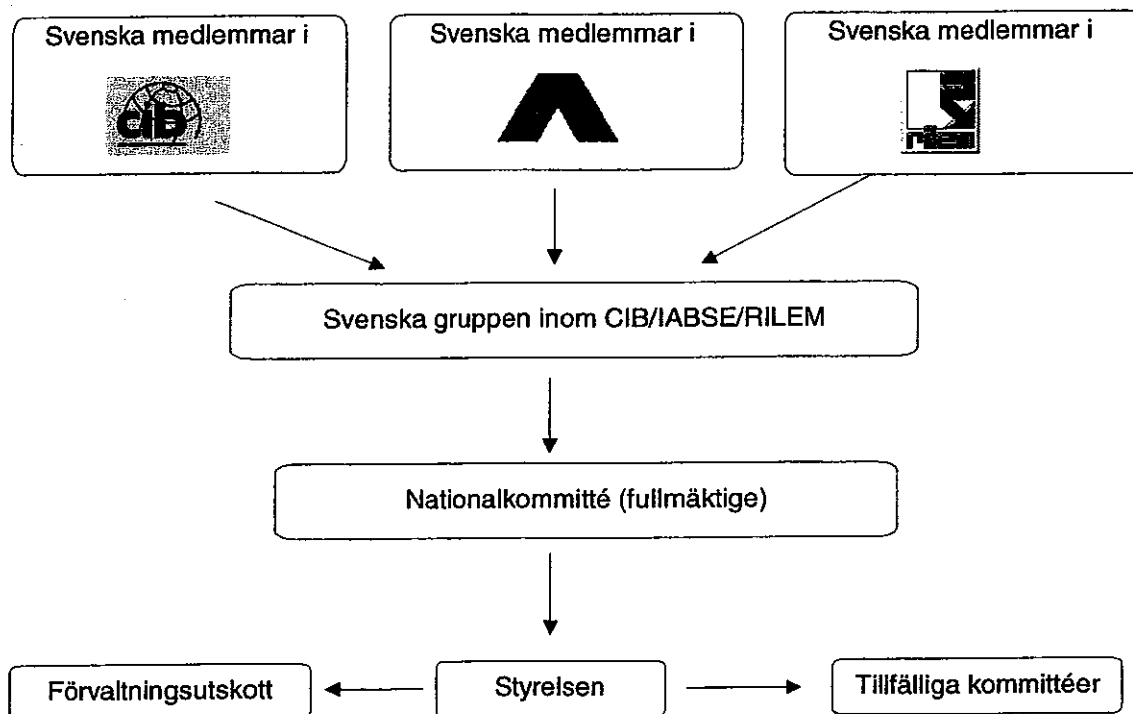 Svenska medlemmar i
Svenska medlemmar i
Svenska medlemmar i
cib
rilem
Svenska gruppen inom CIB/IABSE/RILEM
Nationalkommitté (fullmäktige)
Förvaltningsutskott
Styrelsen
Tillfälliga kommittéer